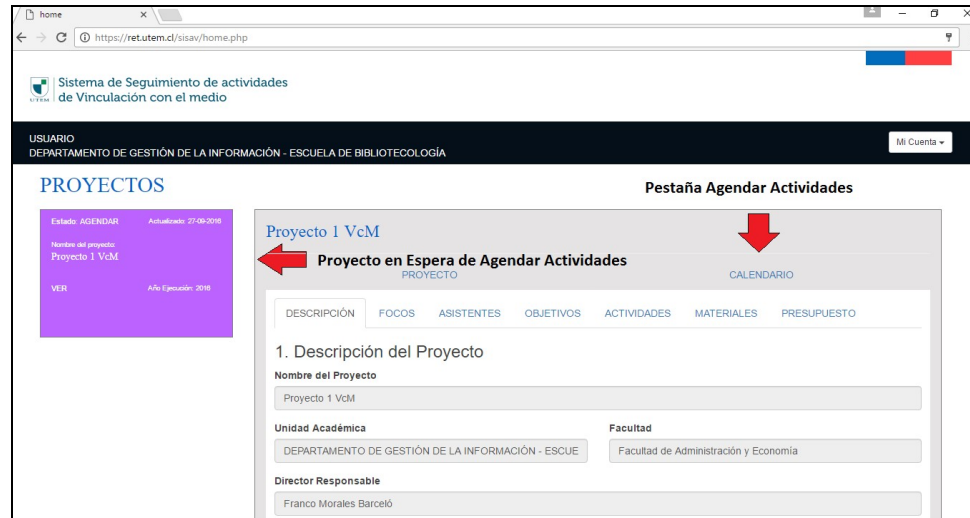 home
https://ret.utem.cl/sisav/home.php
UTEM
Sistema de Seguimiento de actividades
de Vinculación con el medio
USUARIO
DEPARTAMENTO DE GESTIÓN DE LA INFORMACIÓN - ESCUELA DE BIBLIOTECOLOGÍA
Mi Cuenta
PROYECTOS
Pestaña Agendar Actividades
Estado: AGENDAR Actualizado: 27-09-2016
Nombre del proyecto:
Proyecto 1 VcM
VER Año Ejecución: 2016
Proyecto 1 VcM
Proyecto en Espera de Agendar Actividades
PROYECTO CALENDARIO
DESCRIPCIÓN FOCOS ASISTENTES OBJETIVOS ACTIVIDADES MATERIALES PRESUPUESTO
1. Descripción del Proyecto
Nombre del Proyecto
Proyecto 1 VcM
Unidad Académica Facultad
DEPARTAMENTO DE GESTIÓN DE LA INFORMACIÓN - ESCUE Facultad de Administración y Economía
Director Responsable
Franco Morales Barceló